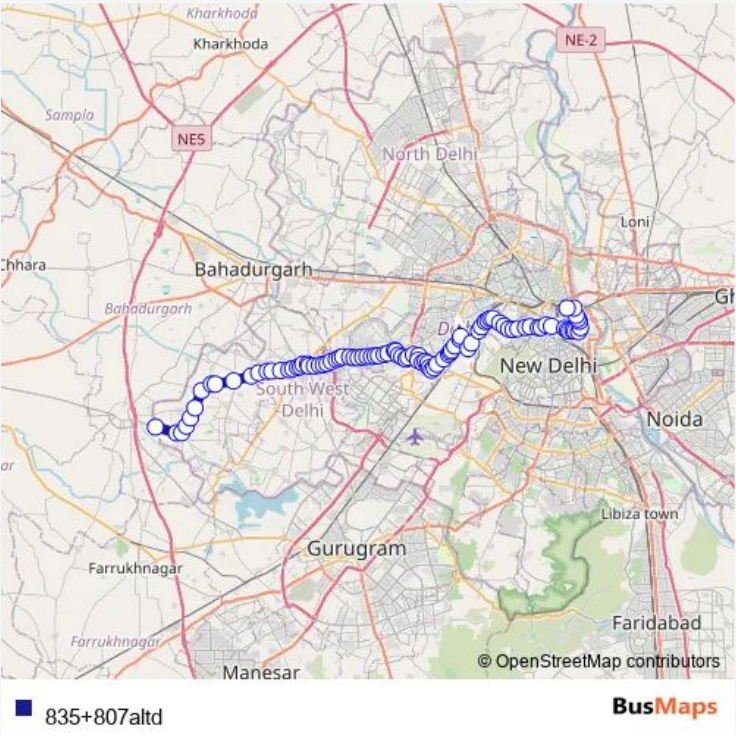 Kharkhoda
Kharkhoda
NE-2
Sampla
NE5
North Delhi
Loni
Chhara
Bahadurgarh
Bahadurgarh
Gh
D
New Delhi
South West
Delhi
Noida
ar
Libiza town
Gurugram
Farrukhnagar
Farrukhnagar
Faridabad
Manesar
© OpenStreetMap contributors
835+807altd
BusMaps